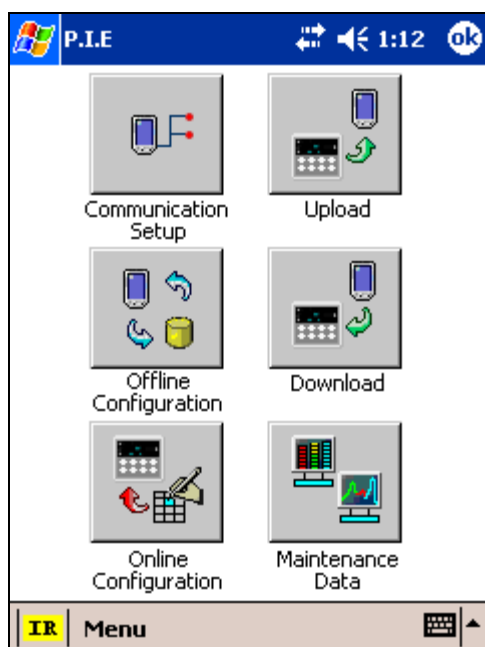 P.I.E 1:12 ok
Communication
Setup
Upload
Offline
Configuration
Download
Online
Configuration
Maintenance
Data
IR Menu